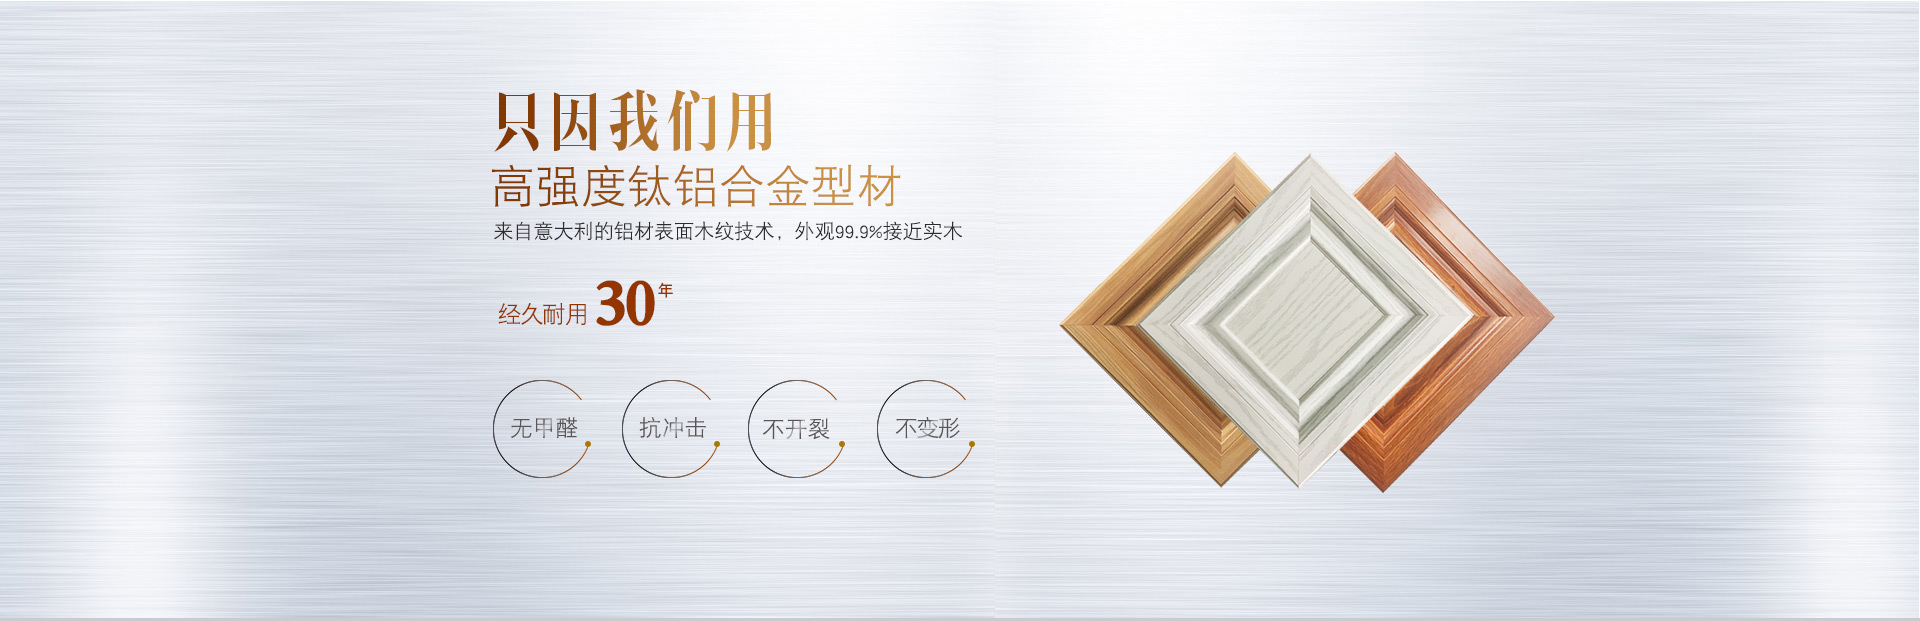 只因我们用
高强度钛铝合金型材
来自意大利的铝材表面木纹技术，外观99.9%接近实木
经久耐用30年
无甲醛 抗冲击 不开裂 不变形